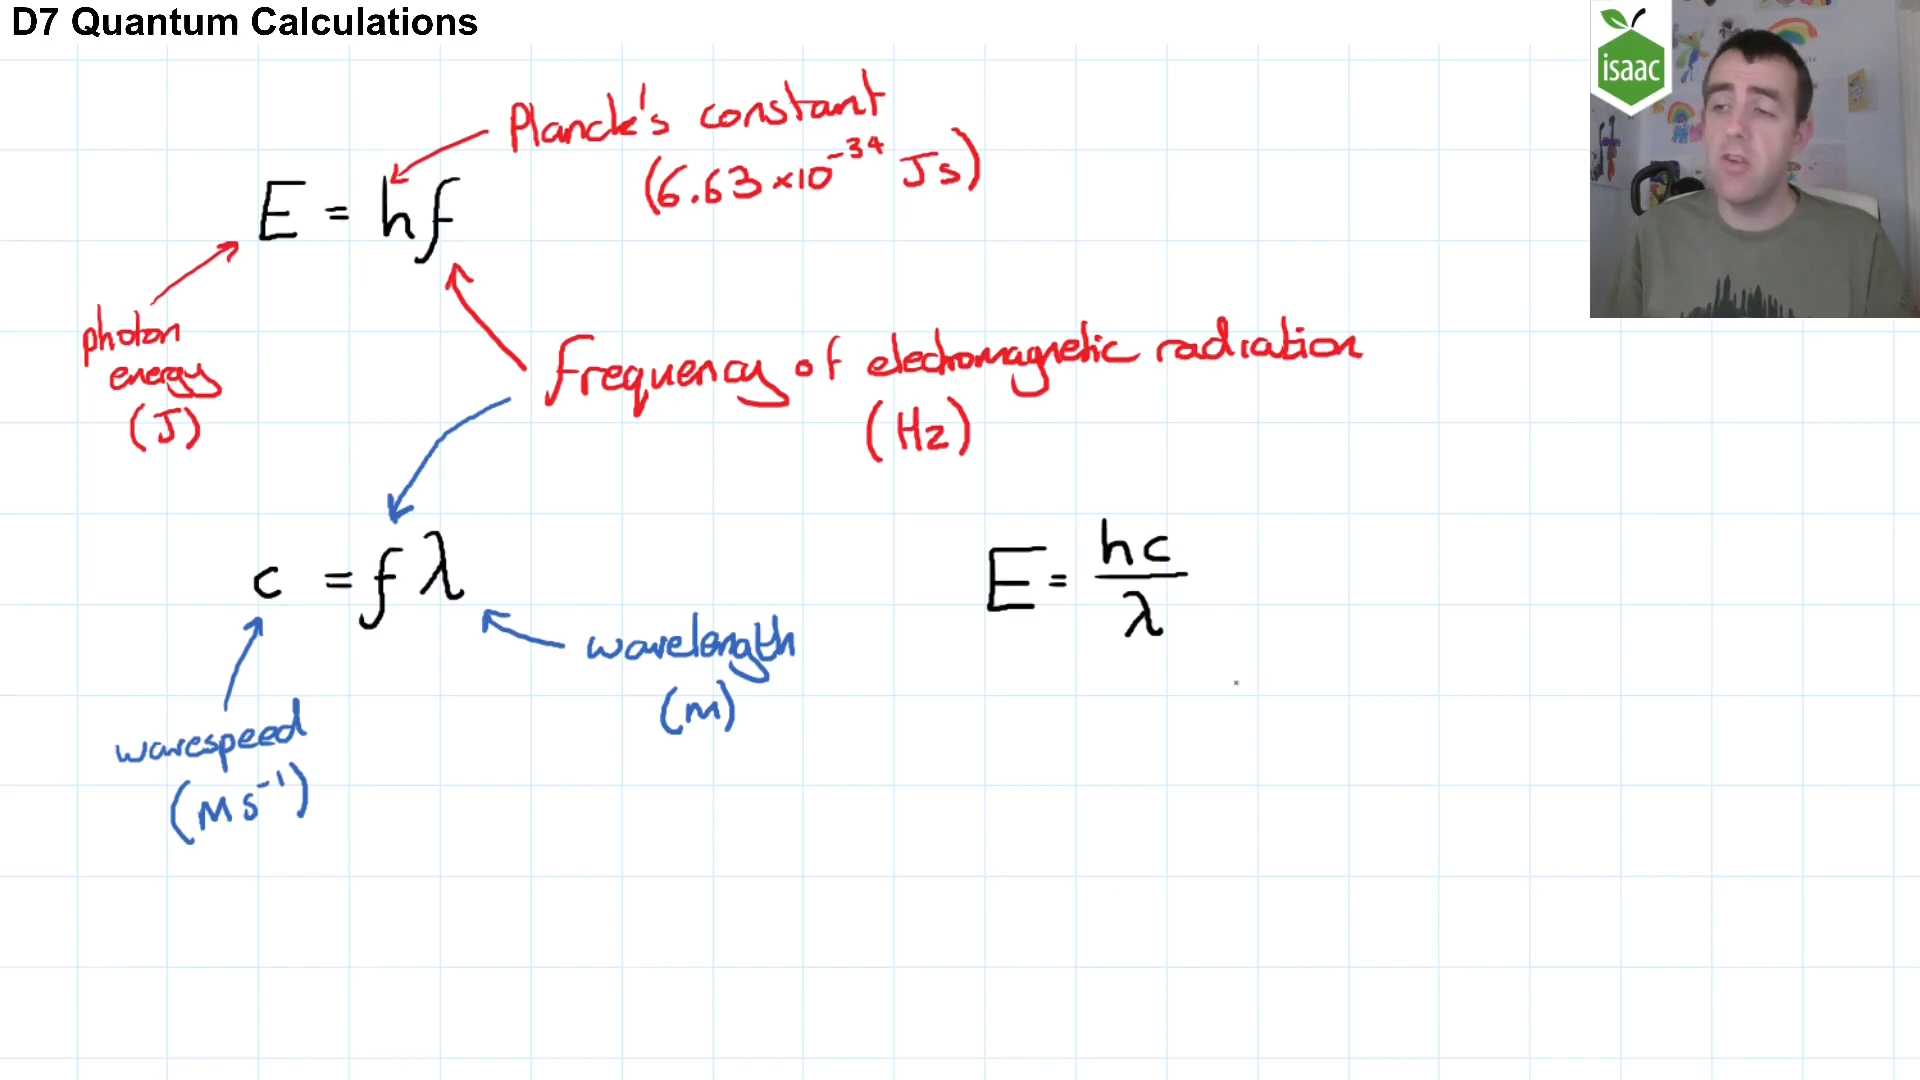 D7 Quantum Calculations
isaac
Planck's constant
(6.63×10⁻³⁴ Js)
E = hf
photon
energy
(J)
frequency of electromagnetic radiation
(Hz)
c = fλ
wavelength
(m)
wavespeed
(ms⁻¹)
E = hc/λ